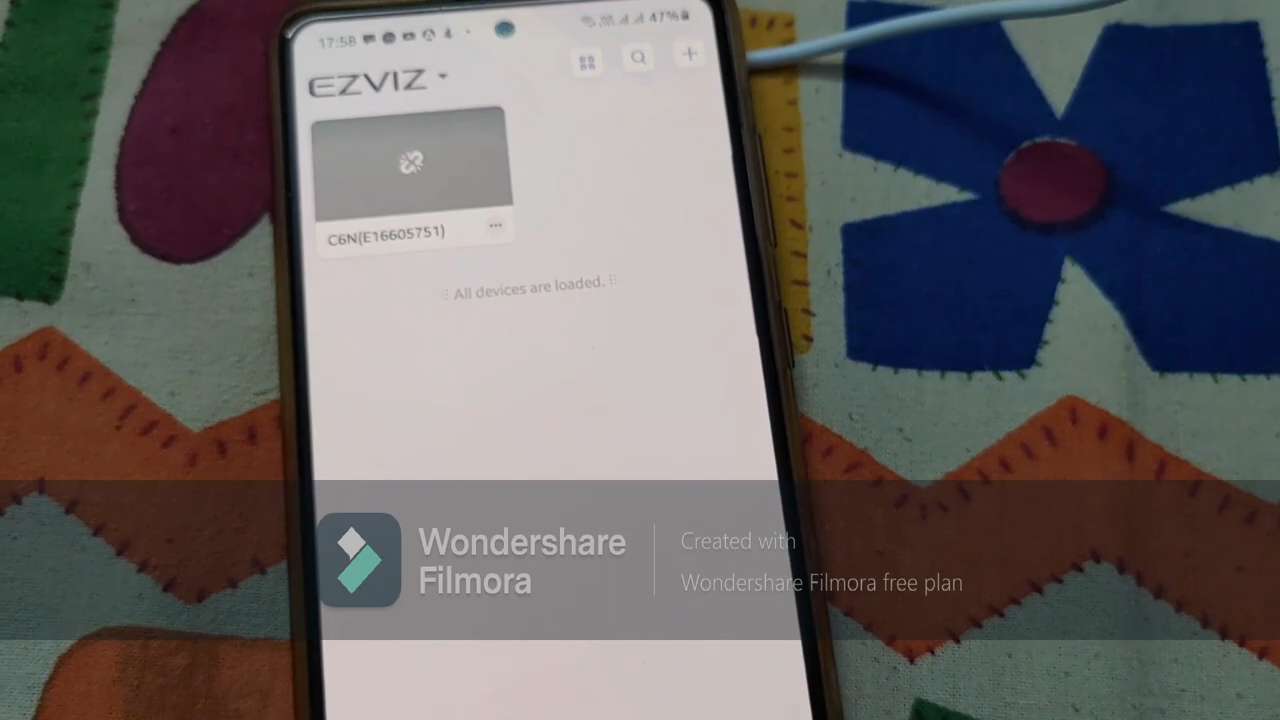 17:58
47%
EZVIZ
C6N(E16605751)
All devices are loaded.
Wondershare
Filmora
Created with
Wondershare Filmora free plan